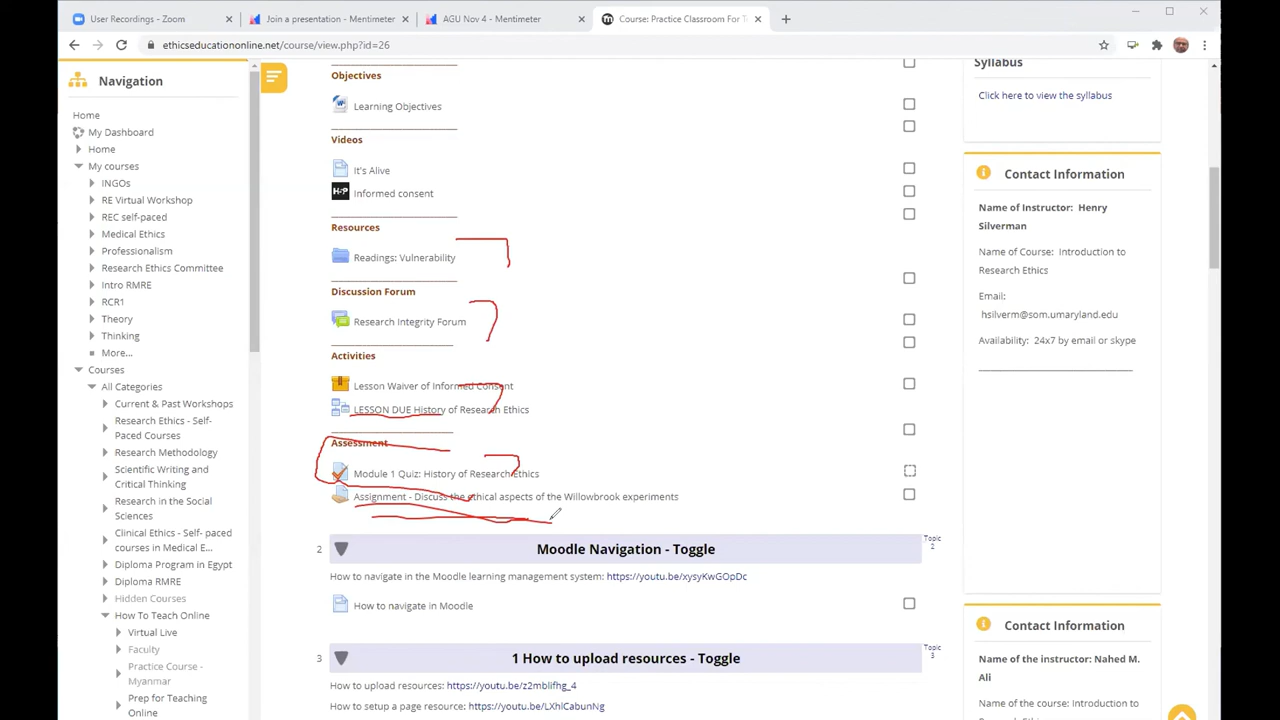 User Recordings - Zoom
Join a presentation - Mentimeter
AGU Nov 4 - Mentimeter
Course: Practice Classroom For T
ethicseducationonline.net/course/view.php?id=26
Navigation
Home
My Dashboard
Home
My courses
INGOs
RE Virtual Workshop
REC self-paced
Medical Ethics
Professionalism
Research Ethics Committee
Intro RMRE
RCR1
Theory
Thinking
More...
Courses
All Categories
Current & Past Workshops
Research Ethics - Self-
Paced Courses
Research Methodology
Scientific Writing and
Critical Thinking
Research in the Social
Sciences
Clinical Ethics - Self- paced
courses in Medical E...
Diploma Program in Egypt
Diploma RMRE
Hidden Courses
How To Teach Online
Virtual Live
Faculty
Practice Course -
Myanmar
Prep for Teaching
Online
Objectives
Learning Objectives
Videos
It's Alive
H-P
Informed consent
Resources
Readings: Vulnerability
Discussion Forum
Research Integrity Forum
Activities
Lesson Waiver of Informed Consent
LESSON DUE History of Research Ethics
Assessment
Module 1 Quiz: History of Research Ethics
Assignment - Discuss the ethical aspects of the Willowbrook experiments
2
Moodle Navigation - Toggle
Topic
2
How to navigate in the Moodle learning management system: https://youtu.be/xysyKwGOpDc
How to navigate in Moodle
3
1 How to upload resources - Toggle
Topic
3
How to upload resources: https://youtu.be/z2mblifhg_4
How to setup a page resource: https://youtu.be/LXhlCabunNg
Syllabus
Click here to view the syllabus
Contact Information
Name of Instructor: Henry
Silverman
Name of Course: Introduction to
Research Ethics
Email:
hsilverm@som.umaryland.edu
Availability: 24x7 by email or skype
Contact Information
Name of the instructor: Nahed M.
Ali
Name of the course: Introduction